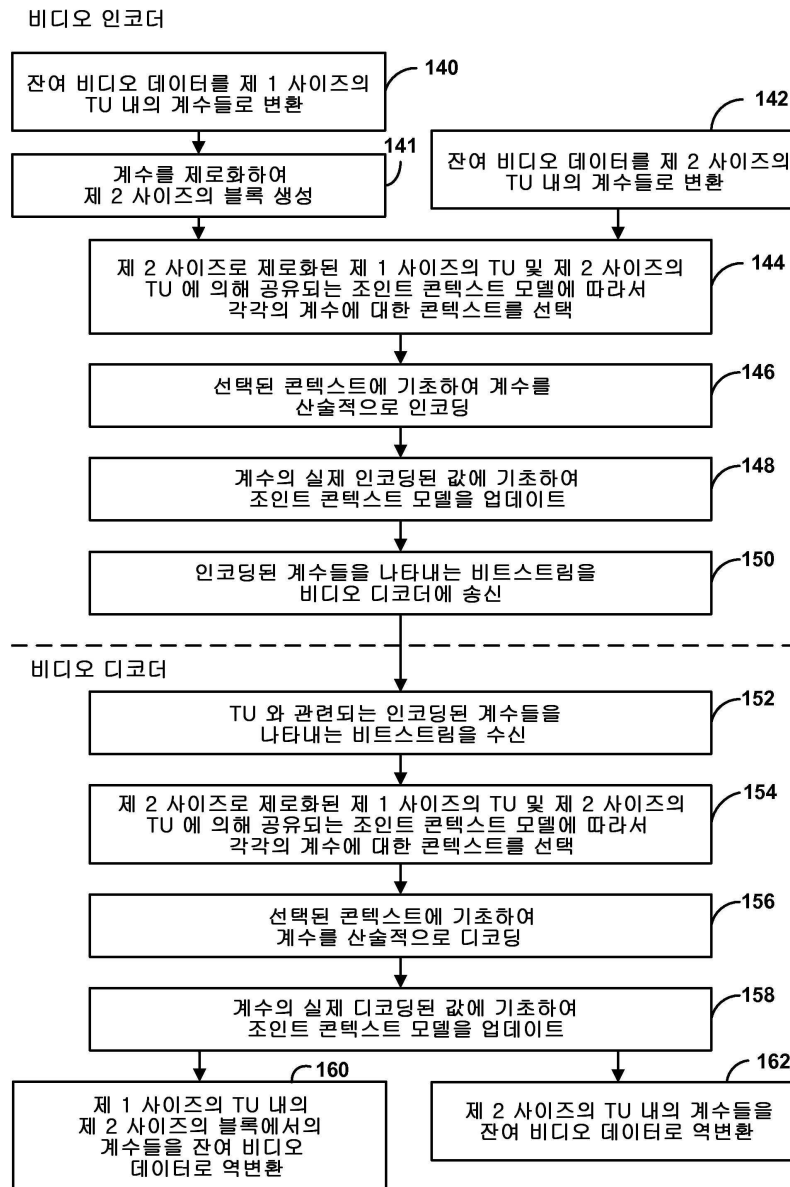 비디오 인코더
잔여 비디오 데이터를 제 1 사이즈의
TU 내의 계수들로 변환
140
142
141
계수를 제로화하여
제 2 사이즈의 블록 생성
잔여 비디오 데이터를 제 2 사이즈의
TU 내의 계수들로 변환
제 2 사이즈로 제로화된 제 1 사이즈의 TU 및 제 2 사이즈의
TU 에 의해 공유되는 조인트 콘텍스트 모델에 따라서
각각의 계수에 대한 콘텍스트를 선택
144
선택된 콘텍스트에 기초하여 계수를
산술적으로 인코딩
146
계수의 실제 인코딩된 값에 기초하여
조인트 콘텍스트 모델을 업데이트
148
인코딩된 계수들을 나타내는 비트스트림을
비디오 디코더에 송신
150
비디오 디코더
TU 와 관련되는 인코딩된 계수들을
나타내는 비트스트림을 수신
152
제 2 사이즈로 제로화된 제 1 사이즈의 TU 및 제 2 사이즈의
TU 에 의해 공유되는 조인트 콘텍스트 모델에 따라서
각각의 계수에 대한 콘텍스트를 선택
154
선택된 콘텍스트에 기초하여
계수를 산술적으로 디코딩
156
계수의 실제 디코딩된 값에 기초하여
조인트 콘텍스트 모델을 업데이트
158
160
162
제 1 사이즈의 TU 내의
제 2 사이즈의 블록에서의
계수들을 잔여 비디오
데이터로 역변환
제 2 사이즈의 TU 내의 계수들을
잔여 비디오 데이터로 역변환